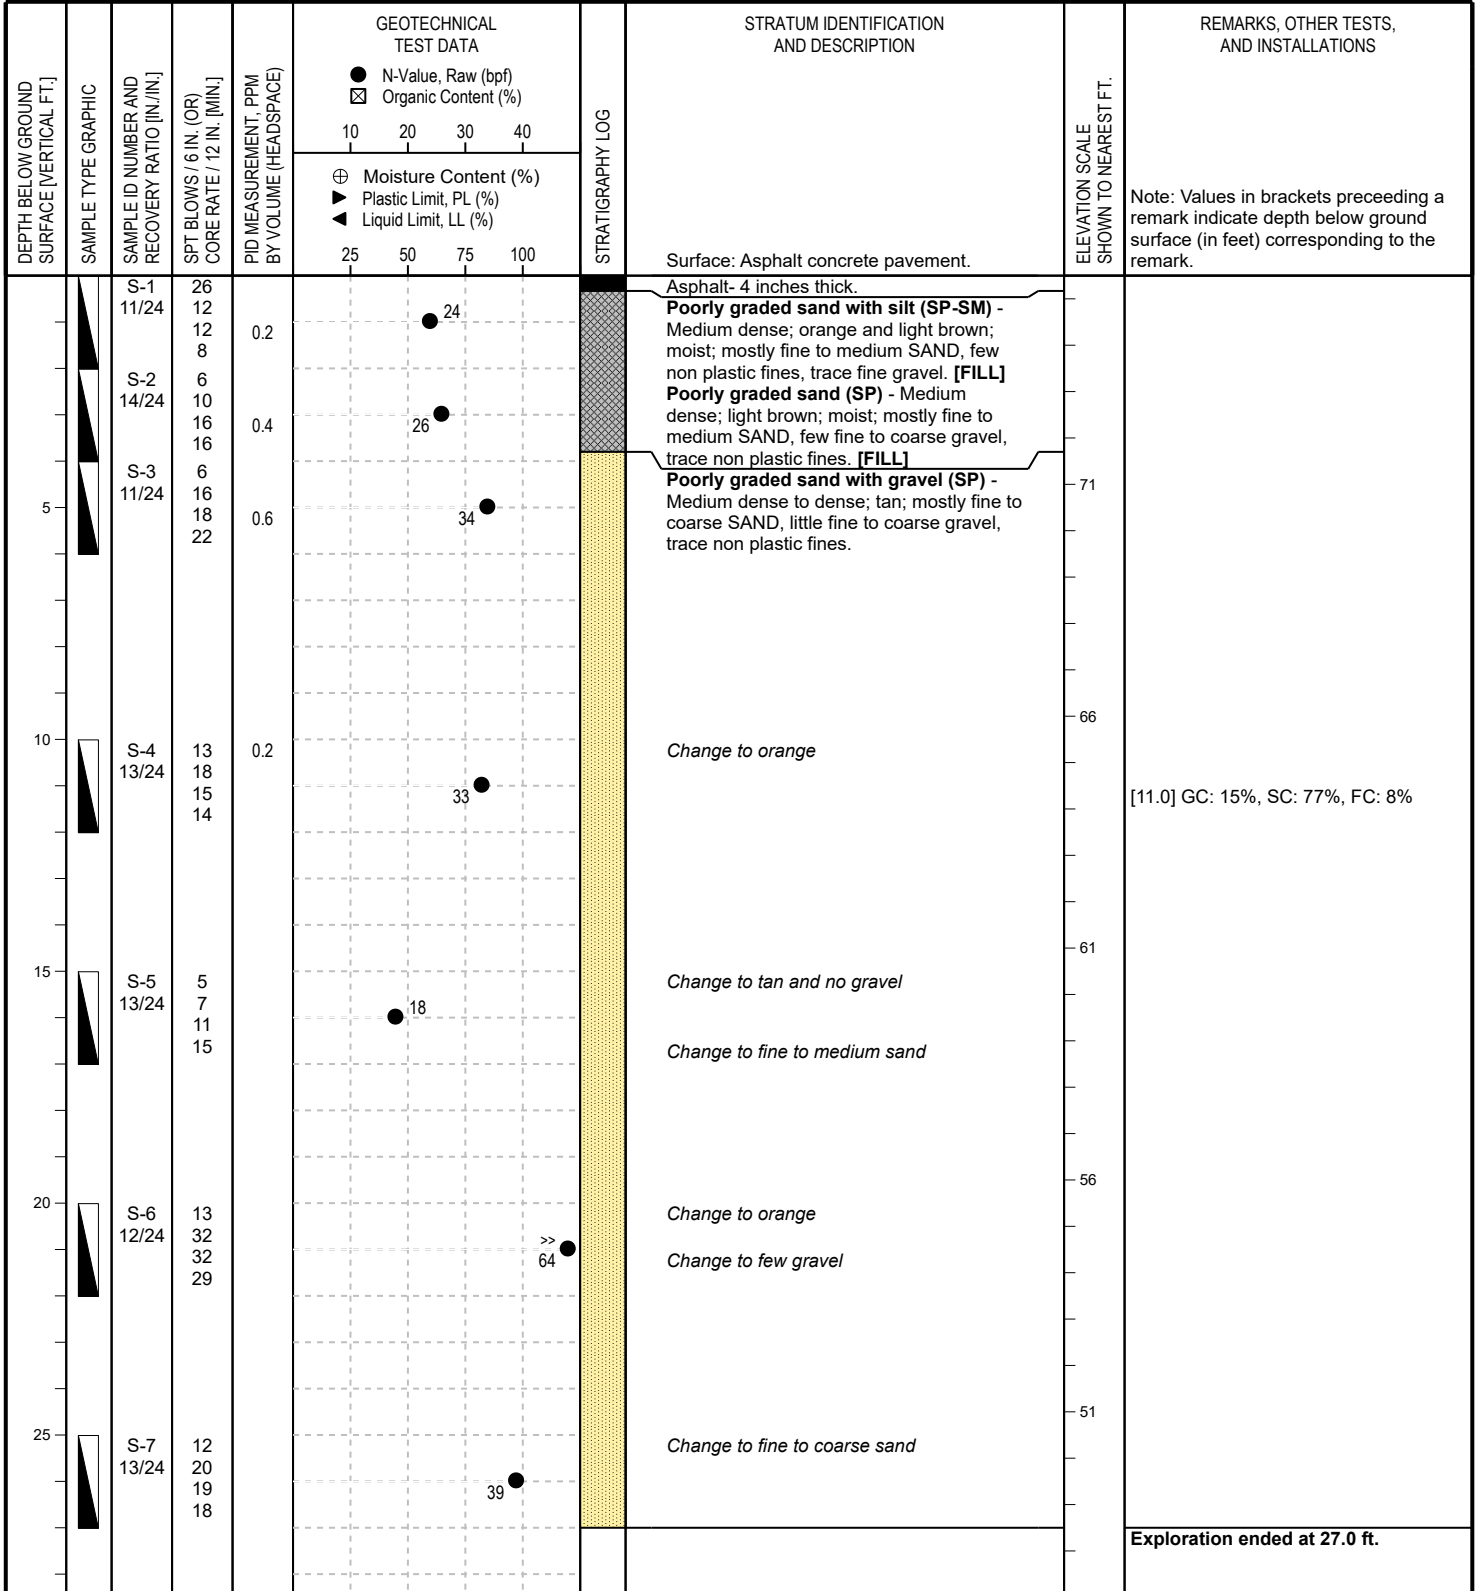 DEPTH BELOW GROUND
SURFACE [VERTICAL FT.]
SAMPLE TYPE GRAPHIC
SAMPLE ID NUMBER AND
RECOVERY RATIO [IN./IN.]
SPT BLOWS / 6 IN. (OR)
CORE RATE / 12 IN. [MIN.]
PID MEASUREMENT, PPM
BY VOLUME (HEADSPACE)
GEOTECHNICAL
TEST DATA
N-Value, Raw (bpf)
Organic Content (%)
10 20 30 40
Moisture Content (%)
Plastic Limit, PL (%)
Liquid Limit, LL (%)
25 50 75 100
STRATIGRAPHY LOG
STRATUM IDENTIFICATION
AND DESCRIPTION
Surface: Asphalt concrete pavement.
ELEVATION SCALE
SHOWN TO NEAREST FT.
REMARKS, OTHER TESTS,
AND INSTALLATIONS
Note: Values in brackets preceeding a
remark indicate depth below ground
surface (in feet) corresponding to the
remark.
S-1
11/24
26
12
12
8
0.2
24
Asphalt- 4 inches thick.
Poorly graded sand with silt (SP-SM) -
Medium dense; orange and light brown;
moist; mostly fine to medium SAND, few
non plastic fines, trace fine gravel. [FILL]
S-2
14/24
6
10
16
16
0.4
26
Poorly graded sand (SP) - Medium
dense; light brown; moist; mostly fine to
medium SAND, few fine to coarse gravel,
trace non plastic fines. [FILL]
5
S-3
11/24
6
16
18
22
0.6
34
Poorly graded sand with gravel (SP) -
Medium dense to dense; tan; mostly fine to
coarse SAND, little fine to coarse gravel,
trace non plastic fines.
71
66
10
S-4
13/24
13
18
15
14
0.2
33
Change to orange
[11.0] GC: 15%, SC: 77%, FC: 8%
61
15
S-5
13/24
5
7
11
15
18
Change to tan and no gravel
Change to fine to medium sand
56
20
S-6
12/24
13
32
32
29
>>
64
Change to orange
Change to few gravel
51
25
S-7
13/24
12
20
19
18
39
Change to fine to coarse sand
Exploration ended at 27.0 ft.